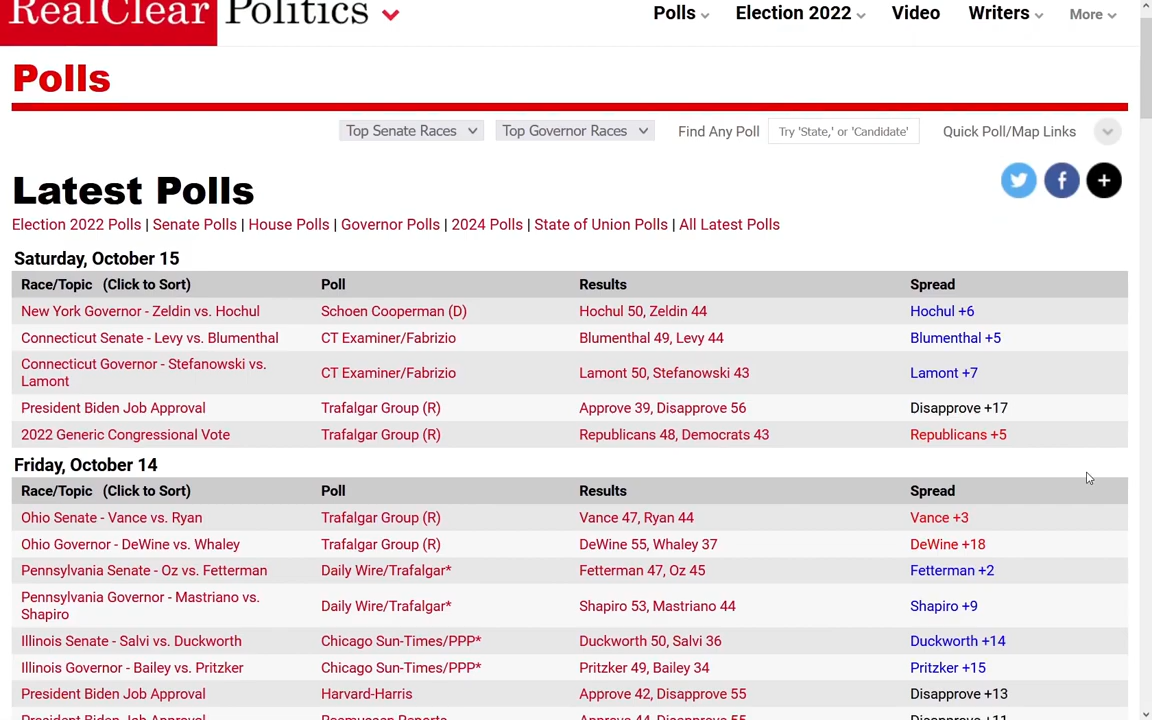 RealClear Politics Polls Election 2022 Video Writers More
Polls
Top Senate Races Top Governor Races Find Any Poll Try 'State,' or 'Candidate' Quick Poll/Map Links
Latest Polls
Election 2022 Polls | Senate Polls | House Polls | Governor Polls | 2024 Polls | State of Union Polls | All Latest Polls
Saturday, October 15
Race/Topic (Click to Sort) Poll Results Spread
New York Governor - Zeldin vs. Hochul Schoen Cooperman (D) Hochul 50, Zeldin 44 Hochul +6
Connecticut Senate - Levy vs. Blumenthal CT Examiner/Fabrizio Blumenthal 49, Levy 44 Blumenthal +5
Connecticut Governor - Stefanowski vs.
Lamont CT Examiner/Fabrizio Lamont 50, Stefanowski 43 Lamont +7
President Biden Job Approval Trafalgar Group (R) Approve 39, Disapprove 56 Disapprove +17
2022 Generic Congressional Vote Trafalgar Group (R) Republicans 48, Democrats 43 Republicans +5
Friday, October 14
Race/Topic (Click to Sort) Poll Results Spread
Ohio Senate - Vance vs. Ryan Trafalgar Group (R) Vance 47, Ryan 44 Vance +3
Ohio Governor - DeWine vs. Whaley Trafalgar Group (R) DeWine 55, Whaley 37 DeWine +18
Pennsylvania Senate - Oz vs. Fetterman Daily Wire/Trafalgar* Fetterman 47, Oz 45 Fetterman +2
Pennsylvania Governor - Mastriano vs.
Shapiro Daily Wire/Trafalgar* Shapiro 53, Mastriano 44 Shapiro +9
Illinois Senate - Salvi vs. Duckworth Chicago Sun-Times/PPP* Duckworth 50, Salvi 36 Duckworth +14
Illinois Governor - Bailey vs. Pritzker Chicago Sun-Times/PPP* Pritzker 49, Bailey 34 Pritzker +15
President Biden Job Approval Harvard-Harris Approve 42, Disapprove 55 Disapprove +13
President Biden Job Approval Rasmussen Reports Approve 44, Disapprove 55 Disapprove +11